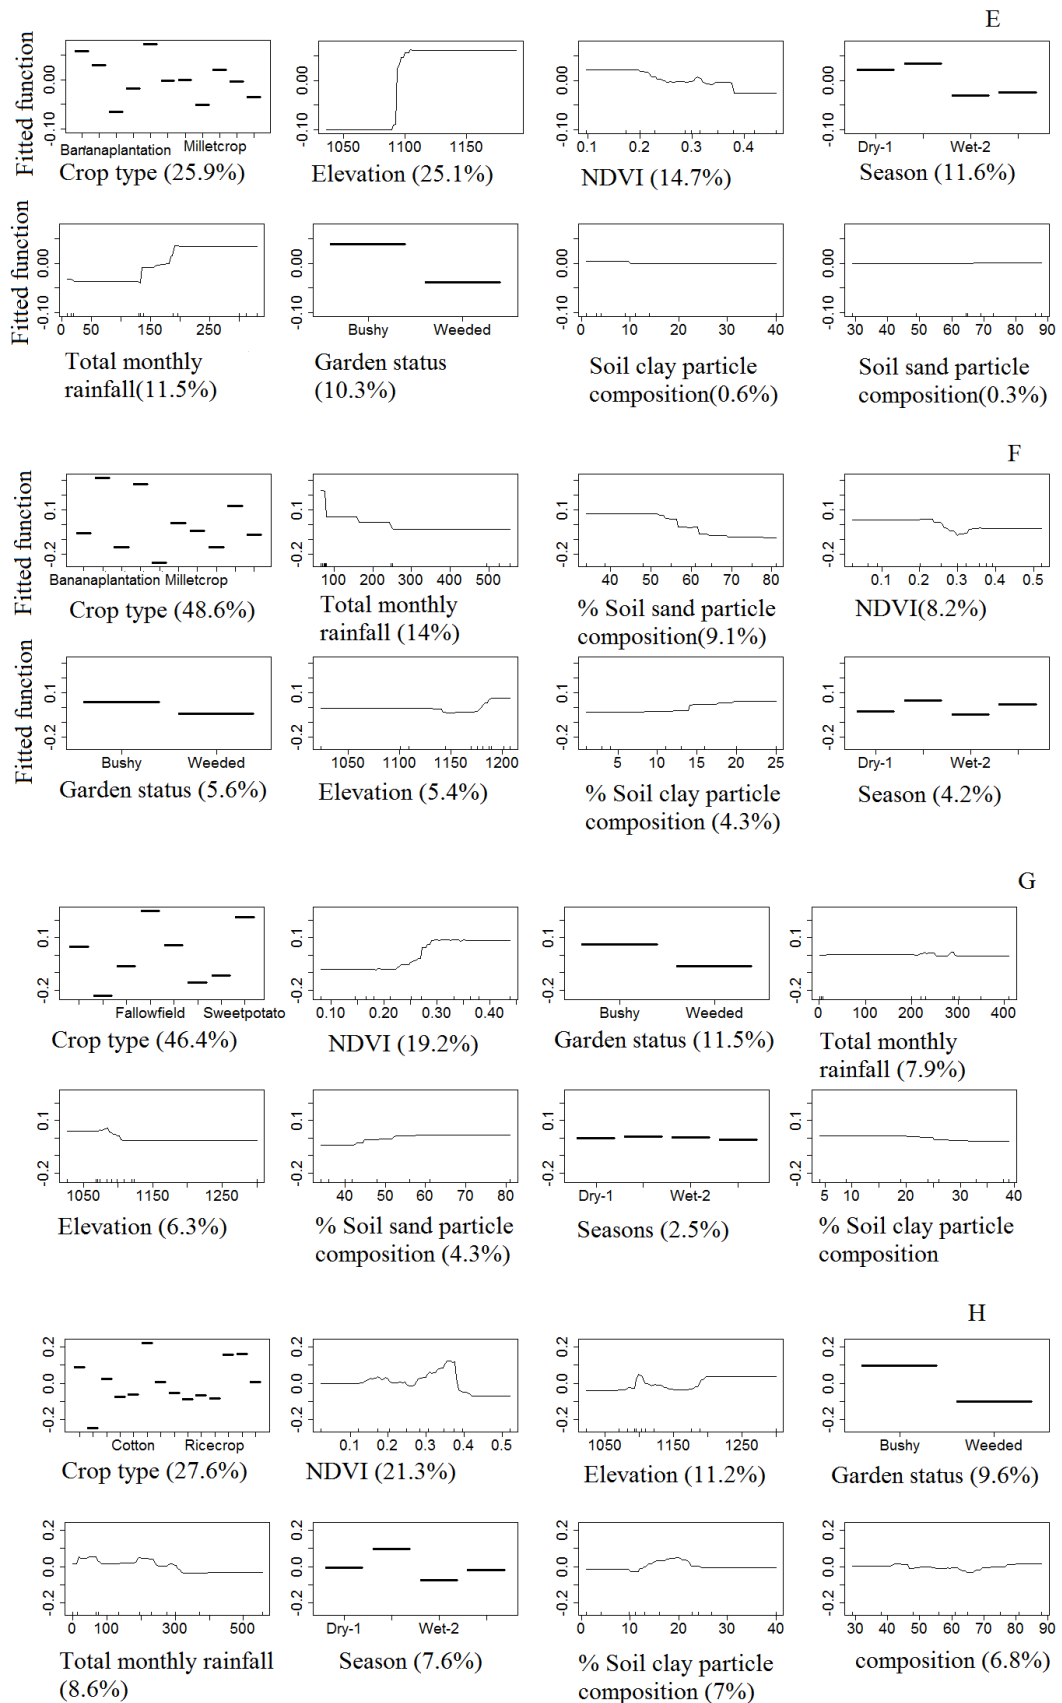 E
Fitted function
0.00
-0.10
Bananaplantation Milletcrop
Crop type (25.9%)
1050 1100 1150
Elevation (25.1%)
0.00
-0.10
0.1 0.2 0.3 0.4
NDVI (14.7%)
0.00
-0.10
Dry-1 Wet-2
Season (11.6%)
Fitted function
0.00
-0.10
0 50 150 250
Total monthly
rainfall(11.5%)
0.00
-0.10
Bushy Weeded
Garden status
(10.3%)
0.00
-0.10
0 10 20 30 40
Soil clay particle
composition(0.6%)
0.00
-0.10
30 40 50 60 70 80 90
Soil sand particle
composition(0.3%)
F
Fitted function
0.1
-0.2
Bananaplantation Milletcrop
Crop type (48.6%)
0.1
-0.2
100 200 300 400 500
Total monthly
rainfall (14%)
0.1
-0.2
40 50 60 70 80
% Soil sand particle
composition(9.1%)
0.1
-0.2
0.1 0.2 0.3 0.4 0.5
NDVI(8.2%)
Fitted function
0.1
-0.2
Bushy Weeded
Garden status (5.6%)
0.1
-0.2
1050 1100 1150 1200
Elevation (5.4%)
0.1
-0.2
5 10 15 20 25
% Soil clay particle
composition (4.3%)
0.1
-0.2
Dry-1 Wet-2
Season (4.2%)
G
0.1
-0.2
Fallowfield Sweetpotato
Crop type (46.4%)
0.1
-0.2
0.10 0.20 0.30 0.40
NDVI (19.2%)
0.1
-0.2
Bushy Weeded
Garden status (11.5%)
0.1
-0.2
0 100 200 300 400
Total monthly
rainfall (7.9%)
0.1
-0.2
1050 1150 1250
Elevation (6.3%)
0.1
-0.2
40 50 60 70 80
% Soil sand particle
composition (4.3%)
0.1
-0.2
Dry-1 Wet-2
Seasons (2.5%)
0.1
-0.2
4 10 20 30 40
% Soil clay particle
composition
H
0.2
0.0
-0.2
Cotton Ricecrop
Crop type (27.6%)
0.2
0.0
-0.2
0.1 0.2 0.3 0.4 0.5
NDVI (21.3%)
0.2
0.0
-0.2
1050 1150 1250
Elevation (11.2%)
0.2
0.0
-0.2
Bushy Weeded
Garden status (9.6%)
0.2
0.0
-0.2
0 100 300 500
Total monthly rainfall
(8.6%)
0.2
0.0
-0.2
Dry-1 Wet-2
Season (7.6%)
0.2
0.0
-0.2
0 10 20 30 40
% Soil clay particle
composition (7%)
0.2
0.0
-0.2
30 40 50 60 70 80 90
composition (6.8%)